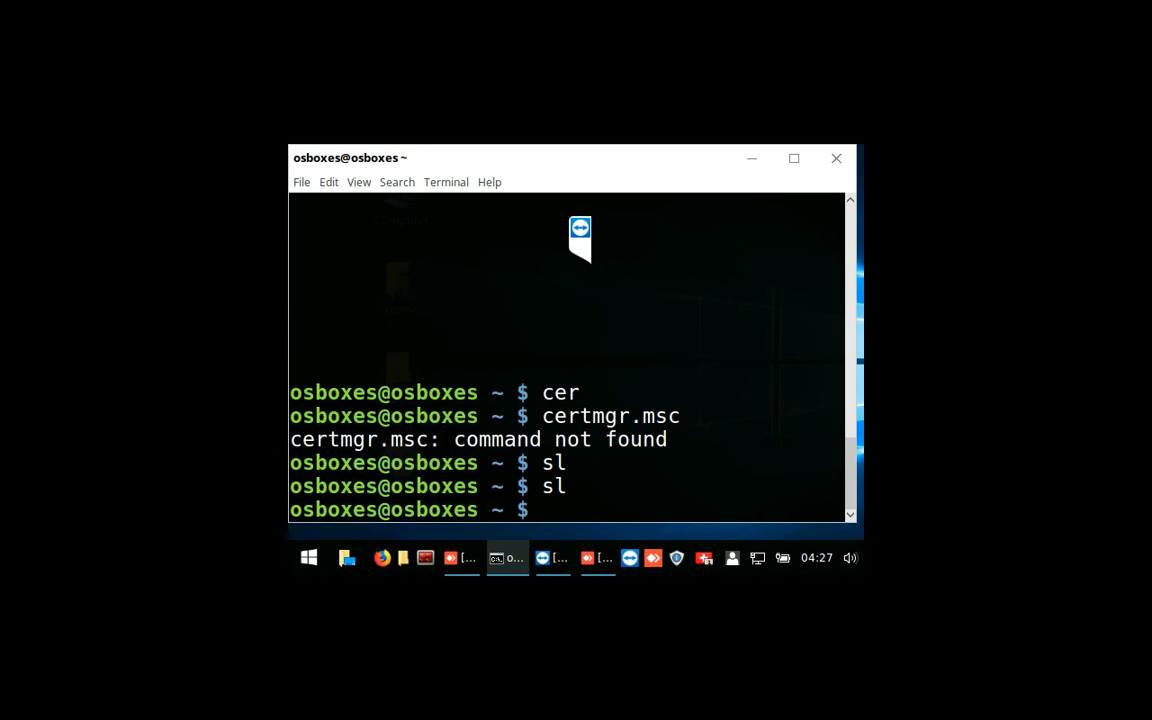 osboxes@osboxes ~
File Edit View Search Terminal Help
Computer
osboxes@osboxes ~ $ cer
osboxes@osboxes ~ $ certmgr.msc
certmgr.msc: command not found
osboxes@osboxes ~ $ sl
osboxes@osboxes ~ $ sl
osboxes@osboxes ~ $
[... o... [... [... 04:27